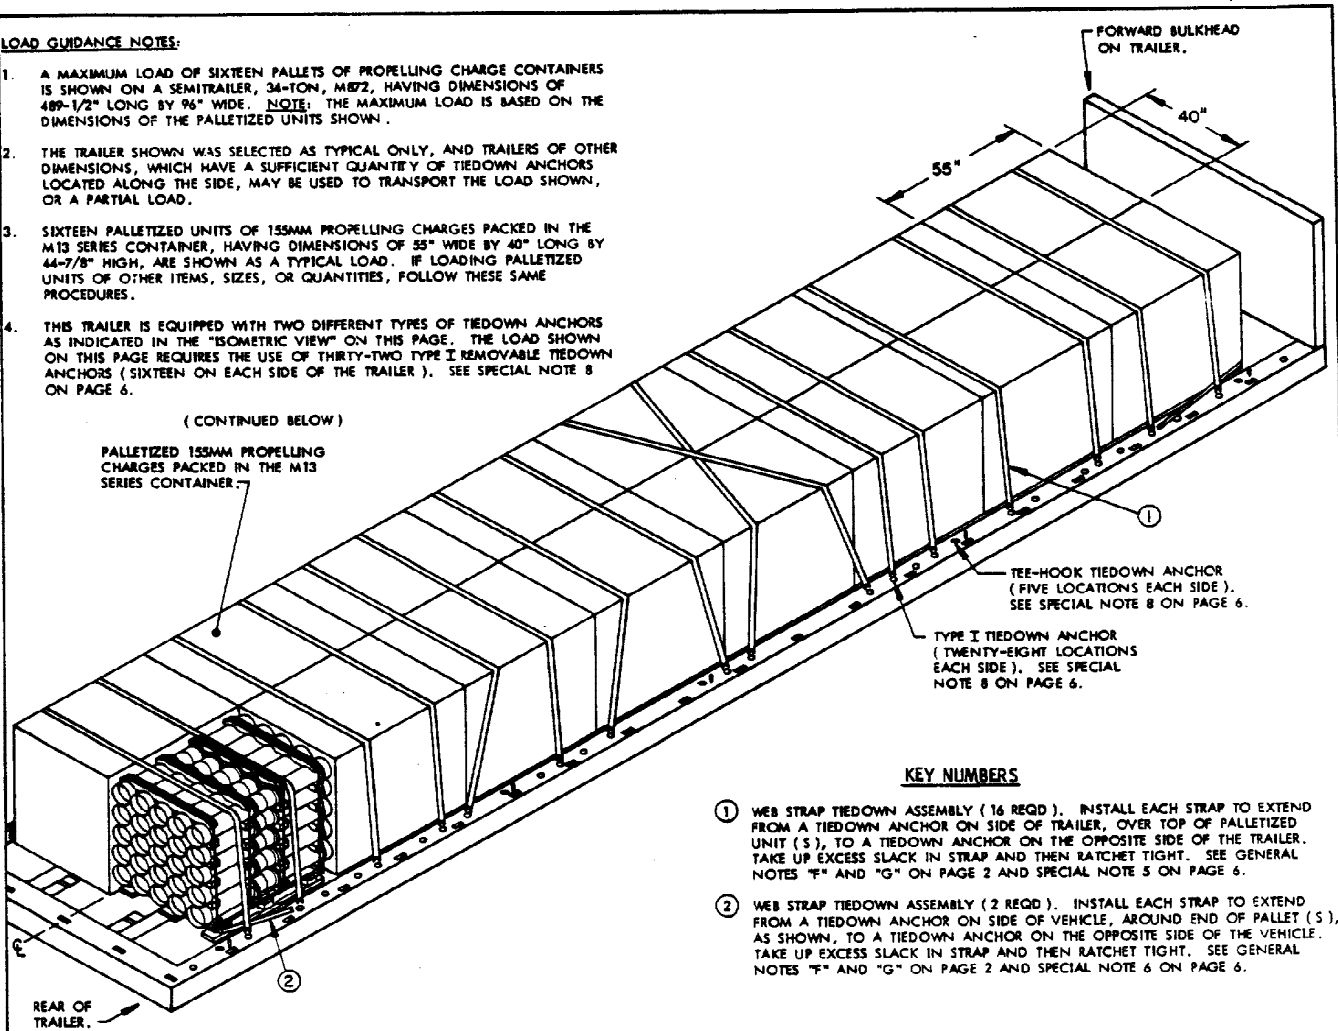 LOAD GUIDANCE NOTES:
1. A MAXIMUM LOAD OF SIXTEEN PALLETS OF PROPELLING CHARGE CONTAINERS
IS SHOWN ON A SEMITRAILER, 34-TON, M872, HAVING DIMENSIONS OF
489-1/2" LONG BY 96" WIDE. NOTE: THE MAXIMUM LOAD IS BASED ON THE
DIMENSIONS OF THE PALLETIZED UNITS SHOWN.
2. THE TRAILER SHOWN WAS SELECTED AS TYPICAL ONLY, AND TRAILERS OF OTHER
DIMENSIONS, WHICH HAVE A SUFFICIENT QUANTITY OF TIEDOWN ANCHORS
LOCATED ALONG THE SIDE, MAY BE USED TO TRANSPORT THE LOAD SHOWN,
OR A PARTIAL LOAD.
3. SIXTEEN PALLETIZED UNITS OF 155MM PROPELLING CHARGES PACKED IN THE
M13 SERIES CONTAINER, HAVING DIMENSIONS OF 55" WIDE BY 40" LONG BY
44-7/8" HIGH, ARE SHOWN AS A TYPICAL LOAD. IF LOADING PALLETIZED
UNITS OF OTHER ITEMS, SIZES, OR QUANTITIES, FOLLOW THESE SAME
PROCEDURES.
4. THIS TRAILER IS EQUIPPED WITH TWO DIFFERENT TYPES OF TIEDOWN ANCHORS
AS INDICATED IN THE "ISOMETRIC VIEW" ON THIS PAGE. THE LOAD SHOWN
ON THIS PAGE REQUIRES THE USE OF THIRTY-TWO TYPE I REMOVABLE TIEDOWN
ANCHORS (SIXTEEN ON EACH SIDE OF THE TRAILER). SEE SPECIAL NOTE 8
ON PAGE 6.
(CONTINUED BELOW)
PALLETIZED 155MM PROPELLING
CHARGES PACKED IN THE M13
SERIES CONTAINER.
FORWARD BULKHEAD
ON TRAILER.
40"
55"
1
TEE-HOOK TIEDOWN ANCHOR
(FIVE LOCATIONS EACH SIDE).
SEE SPECIAL NOTE 8 ON PAGE 6.
TYPE I TIEDOWN ANCHOR
(TWENTY-EIGHT LOCATIONS
EACH SIDE). SEE SPECIAL
NOTE 8 ON PAGE 6.
KEY NUMBERS
1 WEB STRAP TIEDOWN ASSEMBLY (16 REQD). INSTALL EACH STRAP TO EXTEND
FROM A TIEDOWN ANCHOR ON SIDE OF TRAILER, OVER TOP OF PALLETIZED
UNIT(S), TO A TIEDOWN ANCHOR ON THE OPPOSITE SIDE OF THE TRAILER.
TAKE UP EXCESS SLACK IN STRAP AND THEN RATCHET TIGHT. SEE GENERAL
NOTES "F" AND "G" ON PAGE 2 AND SPECIAL NOTE 5 ON PAGE 6.
2 WEB STRAP TIEDOWN ASSEMBLY (2 REQD). INSTALL EACH STRAP TO EXTEND
FROM A TIEDOWN ANCHOR ON SIDE OF VEHICLE, AROUND END OF PALLET(S),
AS SHOWN, TO A TIEDOWN ANCHOR ON THE OPPOSITE SIDE OF THE VEHICLE.
TAKE UP EXCESS SLACK IN STRAP AND THEN RATCHET TIGHT. SEE GENERAL
NOTES "F" AND "G" ON PAGE 2 AND SPECIAL NOTE 6 ON PAGE 6.
℄
2
REAR OF
TRAILER.